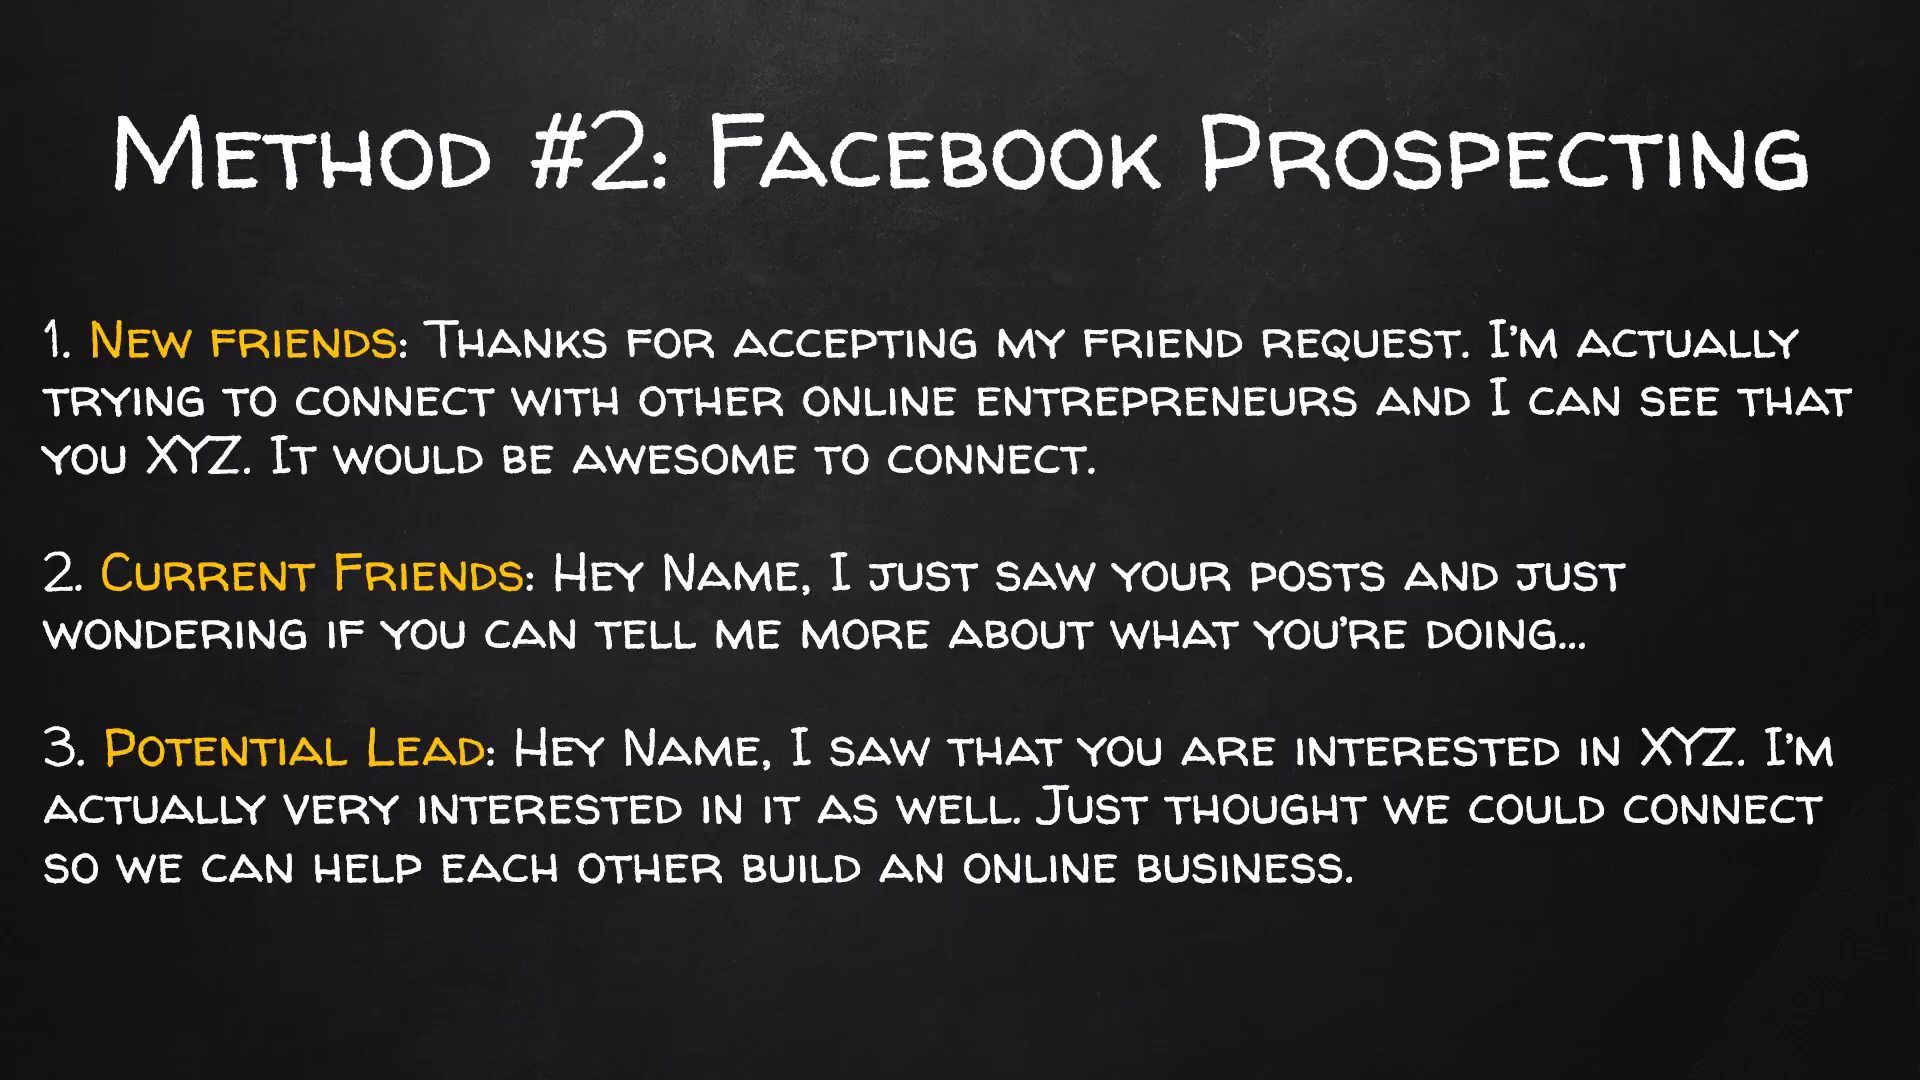 Method #2: Facebook Prospecting
1. New friends: Thanks for accepting my friend request. I'm actually
trying to connect with other online entrepreneurs and I can see that
you XYZ. It would be awesome to connect.
2. Current Friends: Hey Name, I just saw your posts and just
wondering if you can tell me more about what you're doing...
3. Potential Lead: Hey Name, I saw that you are interested in XYZ. I'm
actually very interested in it as well. Just thought we could connect
so we can help each other build an online business.